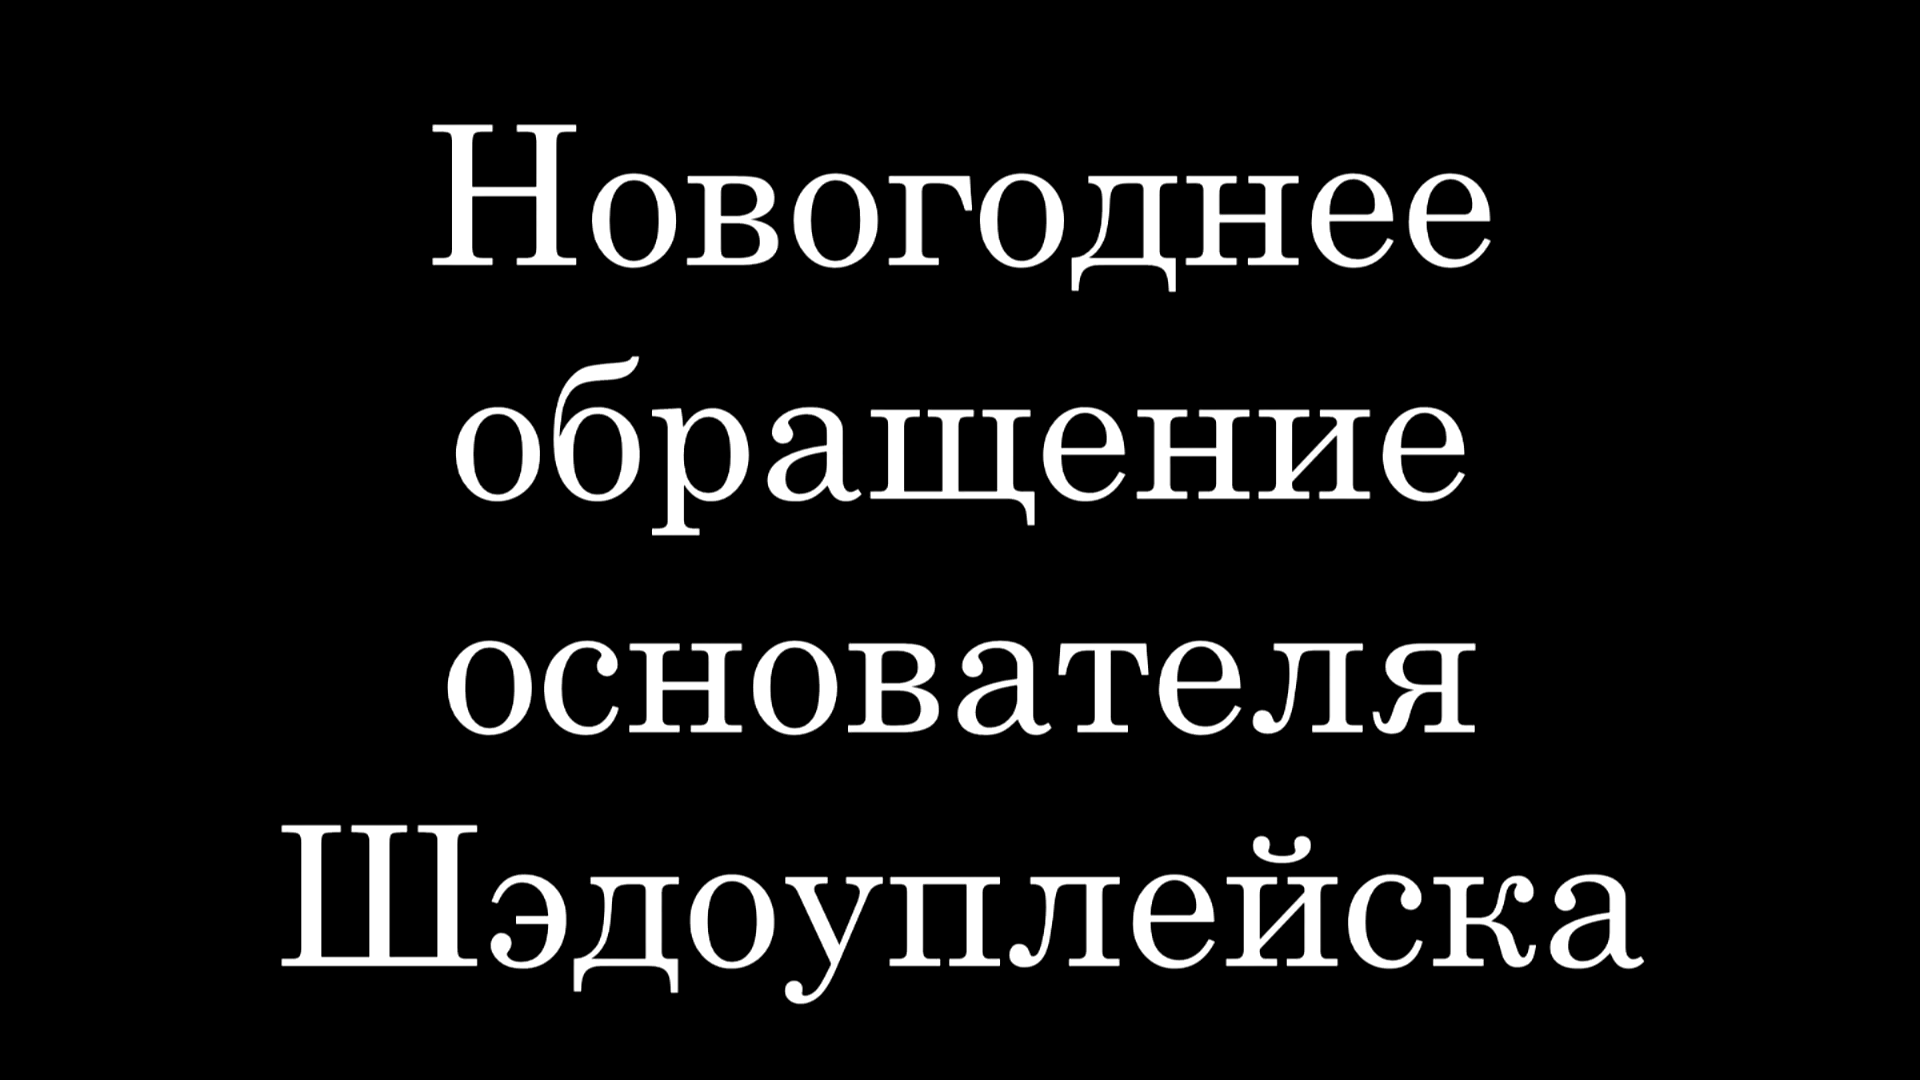 Новогоднее
обращение
основателя
Шэдоуплейска